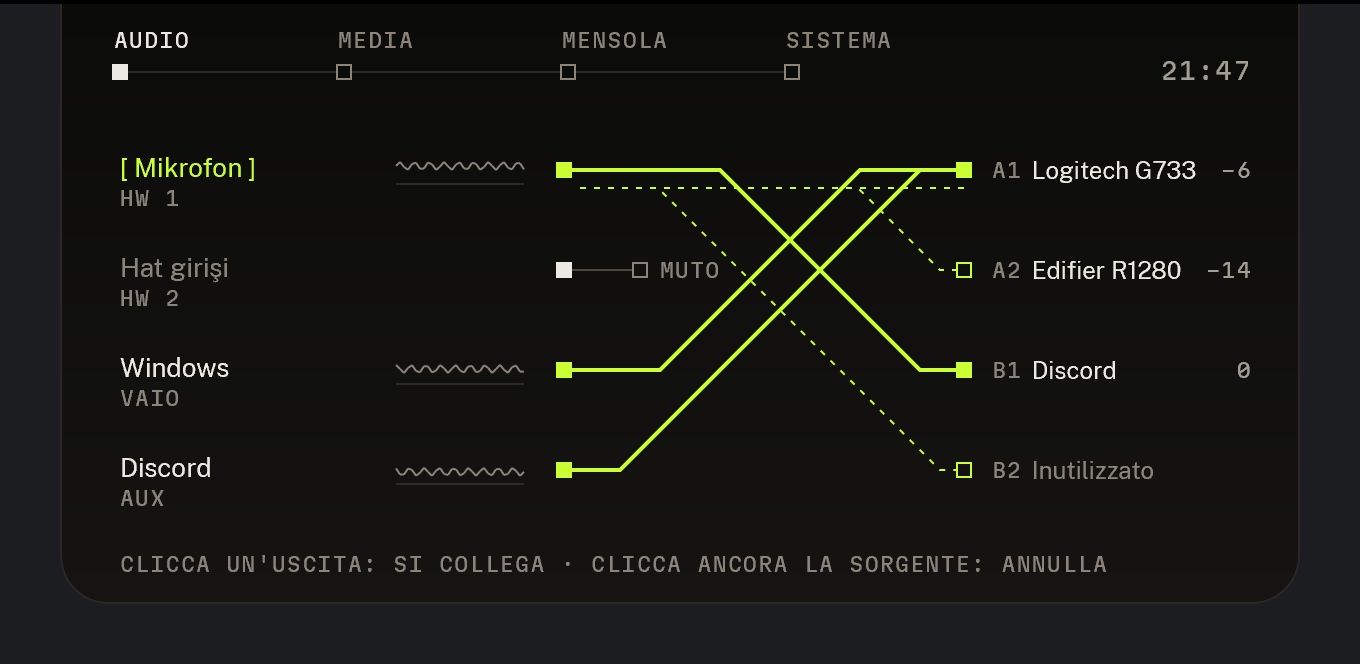 AUDIO MEDIA MENSOLA SISTEMA
21:47
[ Mikrofon ] A1 Logitech G733 −6
HW 1
Hat girişi MUTO A2 Edifier R1280 −14
HW 2
Windows B1 Discord 0
VAIO
Discord B2 Inutilizzato
AUX
CLICCA UN'USCITA: SI COLLEGA · CLICCA ANCORA LA SORGENTE: ANNULLA